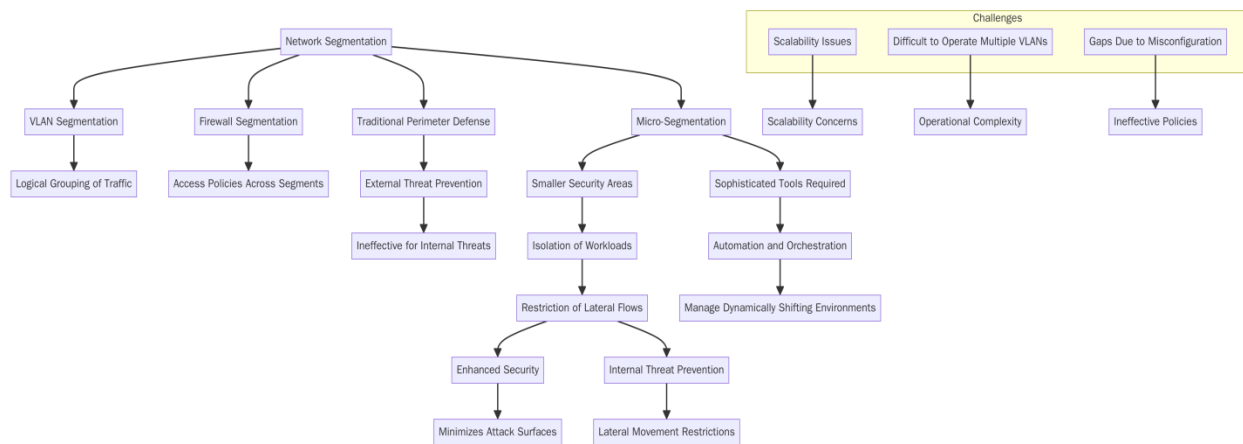 Challenges
Network Segmentation
Scalability Issues
Difficult to Operate Multiple VLANs
Gaps Due to Misconfiguration
VLAN Segmentation
Firewall Segmentation
Traditional Perimeter Defense
Micro-Segmentation
Scalability Concerns
Operational Complexity
Ineffective Policies
Logical Grouping of Traffic
Access Policies Across Segments
External Threat Prevention
Smaller Security Areas
Sophisticated Tools Required
Ineffective for Internal Threats
Isolation of Workloads
Automation and Orchestration
Restriction of Lateral Flows
Manage Dynamically Shifting Environments
Enhanced Security
Internal Threat Prevention
Minimizes Attack Surfaces
Lateral Movement Restrictions